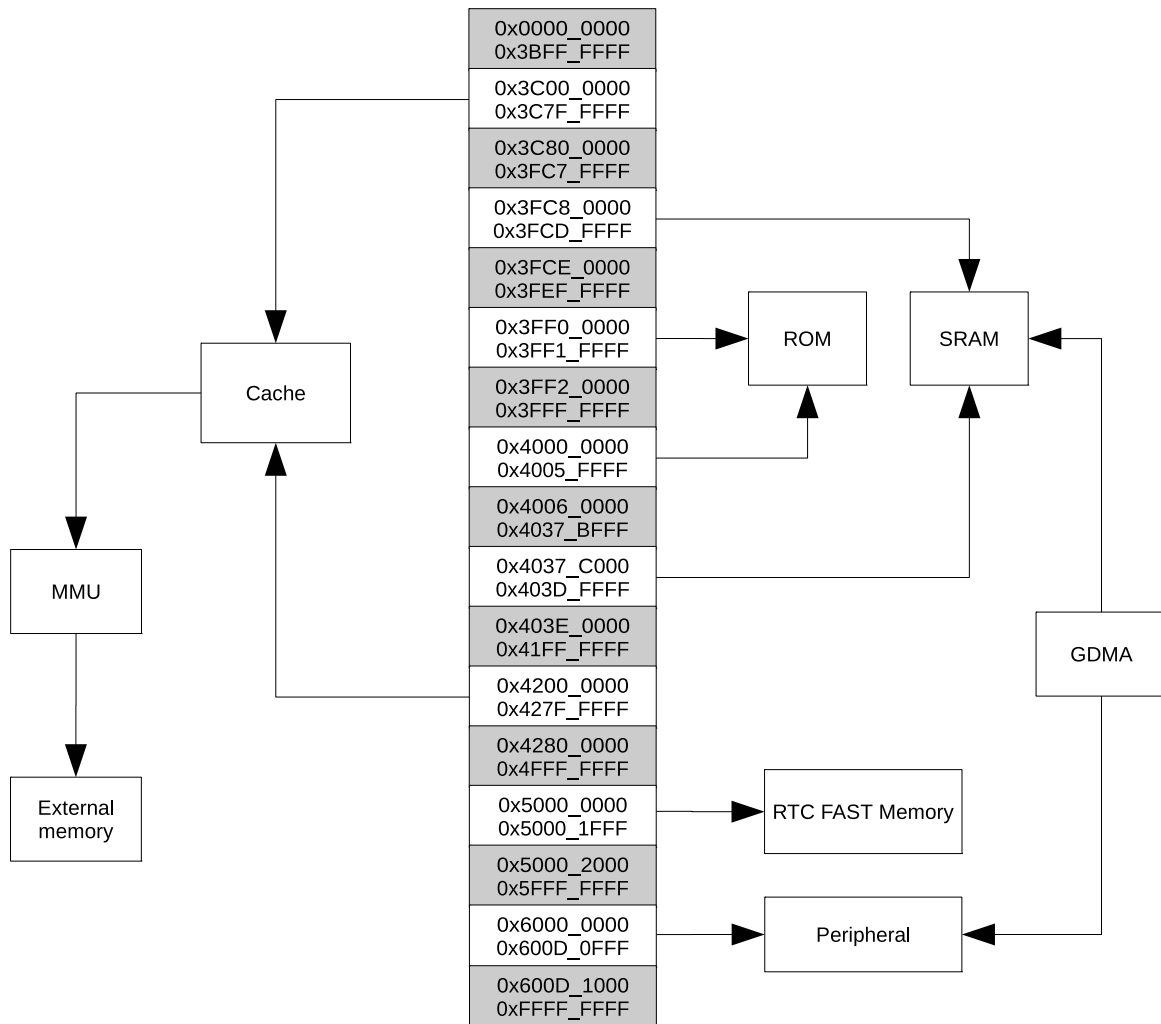 0x0000_0000
0x3BFF_FFFF
0x3C00_0000
0x3C7F_FFFF
0x3C80_0000
0x3FC7_FFFF
0x3FC8_0000
0x3FCD_FFFF
0x3FCE_0000
0x3FEF_FFFF
0x3FF0_0000
0x3FF1_FFFF
0x3FF2_0000
0x3FFF_FFFF
0x4000_0000
0x4005_FFFF
0x4006_0000
0x4037_BFFF
0x4037_C000
0x403D_FFFF
0x403E_0000
0x41FF_FFFF
0x4200_0000
0x427F_FFFF
0x4280_0000
0x4FFF_FFFF
0x5000_0000
0x5000_1FFF
0x5000_2000
0x5FFF_FFFF
0x6000_0000
0x600D_0FFF
0x600D_1000
0xFFFF_FFFF
Cache
MMU
External
memory
ROM
SRAM
GDMA
RTC FAST Memory
Peripheral